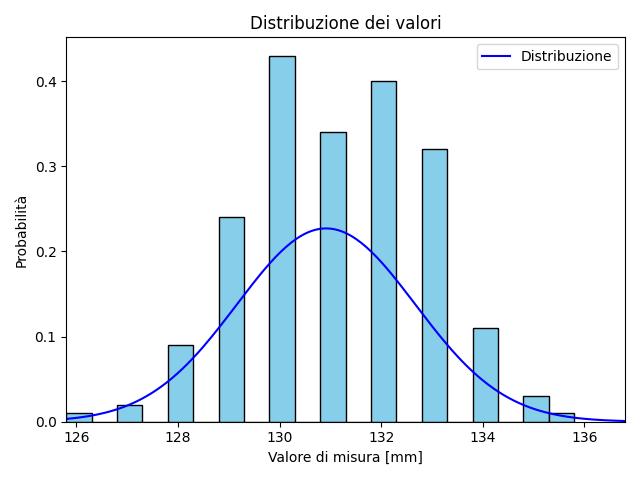 Distribuzione dei valori
Distribuzione
Probabilità
0.4
0.3
0.2
0.1
0.0
126 128 130 132 134 136
Valore di misura [mm]